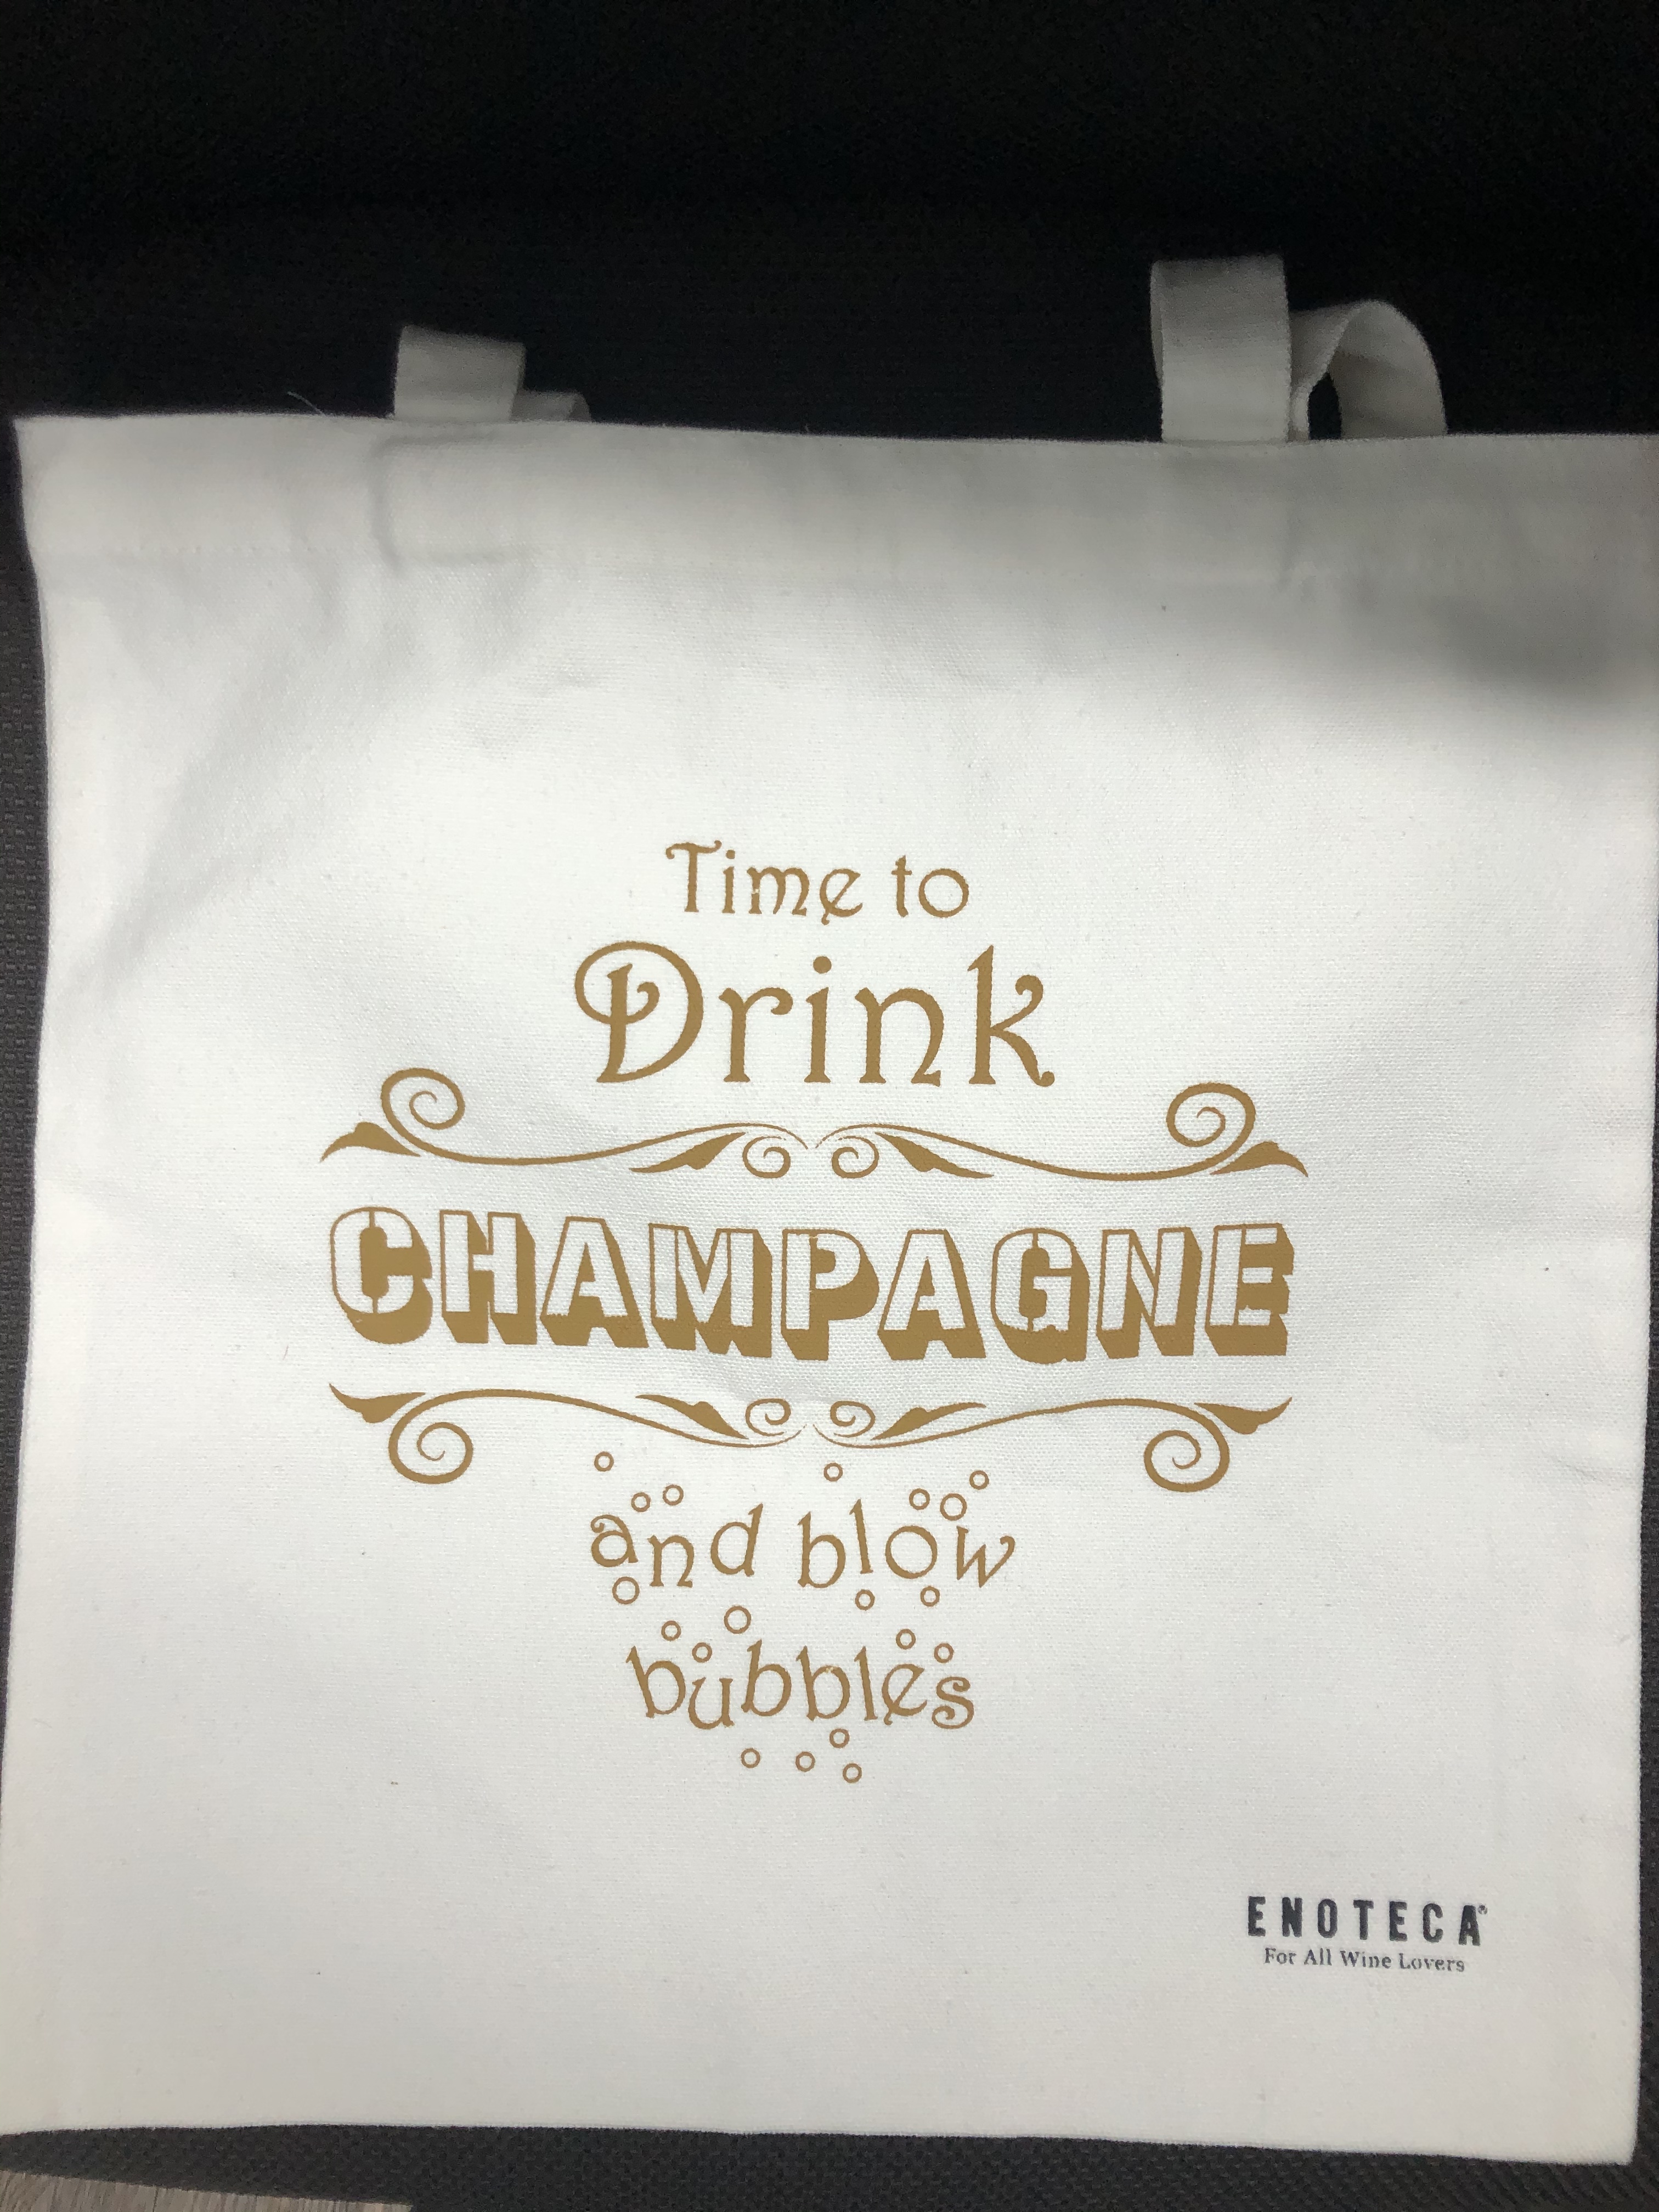 Time to
Drink
CHAMPAGNE
and blow
bubbles
ENOTECA®
For All Wine Lovers